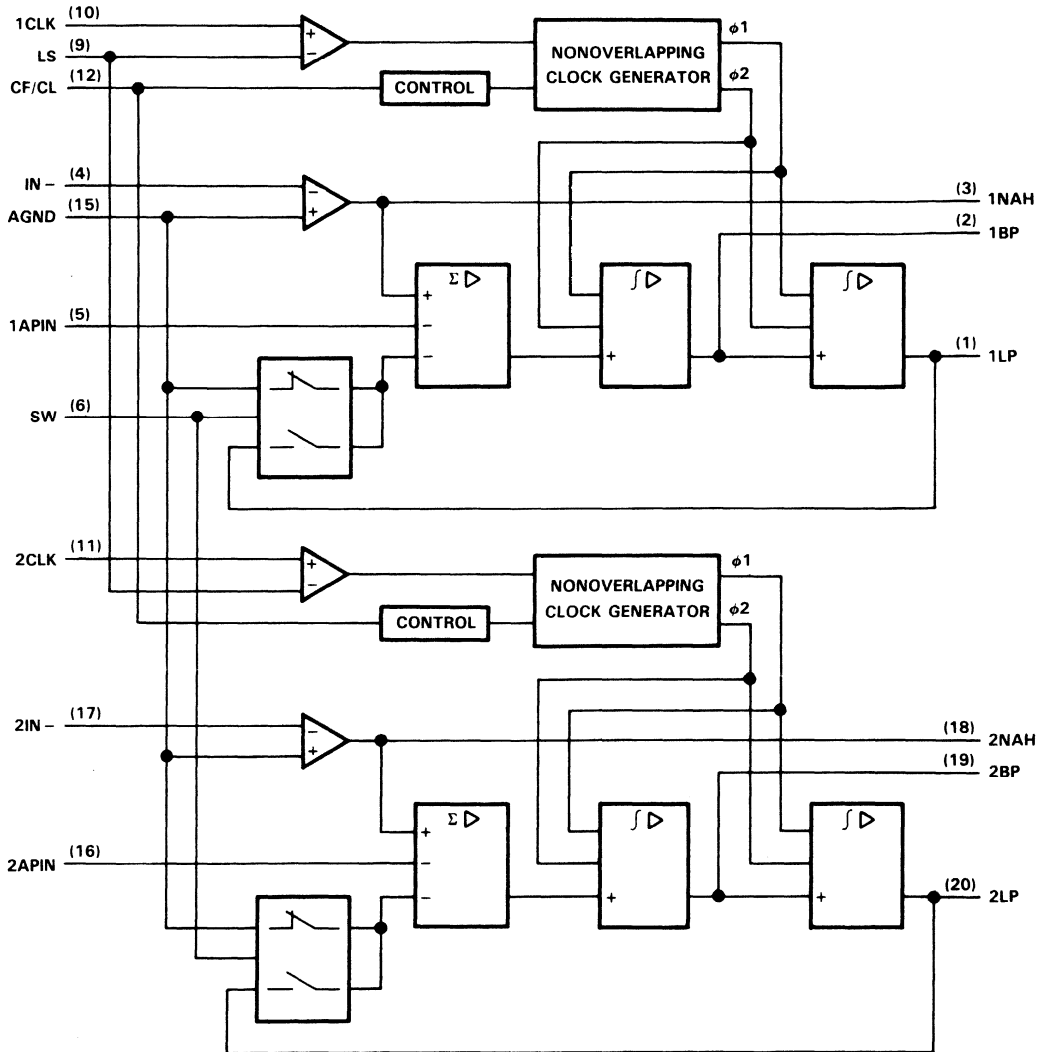 1CLK (10)
LS (9)
CF/CL (12)
+
−
CONTROL
NONOVERLAPPING
CLOCK GENERATOR
ϕ1
ϕ2
IN − (4)
AGND (15)
−
+
(3) 1NAH
(2) 1BP
Σ ▷
∫ ▷
∫ ▷
+
1APIN (5)
−
−
+
+
(1) 1LP
SW (6)
2CLK (11)
+
−
CONTROL
NONOVERLAPPING
CLOCK GENERATOR
ϕ1
ϕ2
2IN − (17)
−
+
(18) 2NAH
(19) 2BP
Σ ▷
∫ ▷
∫ ▷
+
2APIN (16)
−
−
+
+
(20) 2LP